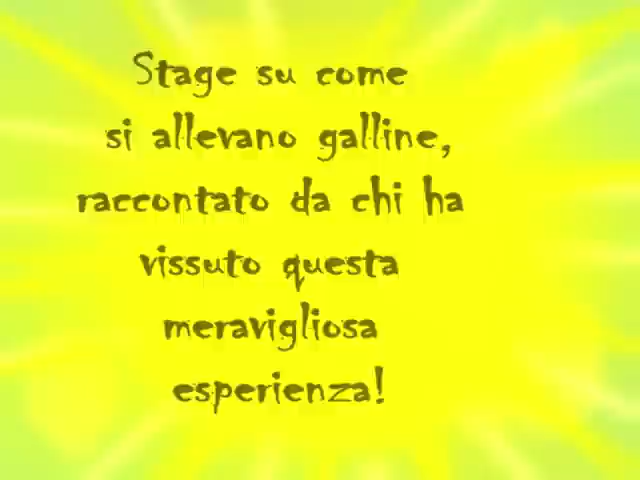 Stage su come
si allevano galline,
raccontato da chi ha
vissuto questa
meravigliosa
esperienza!